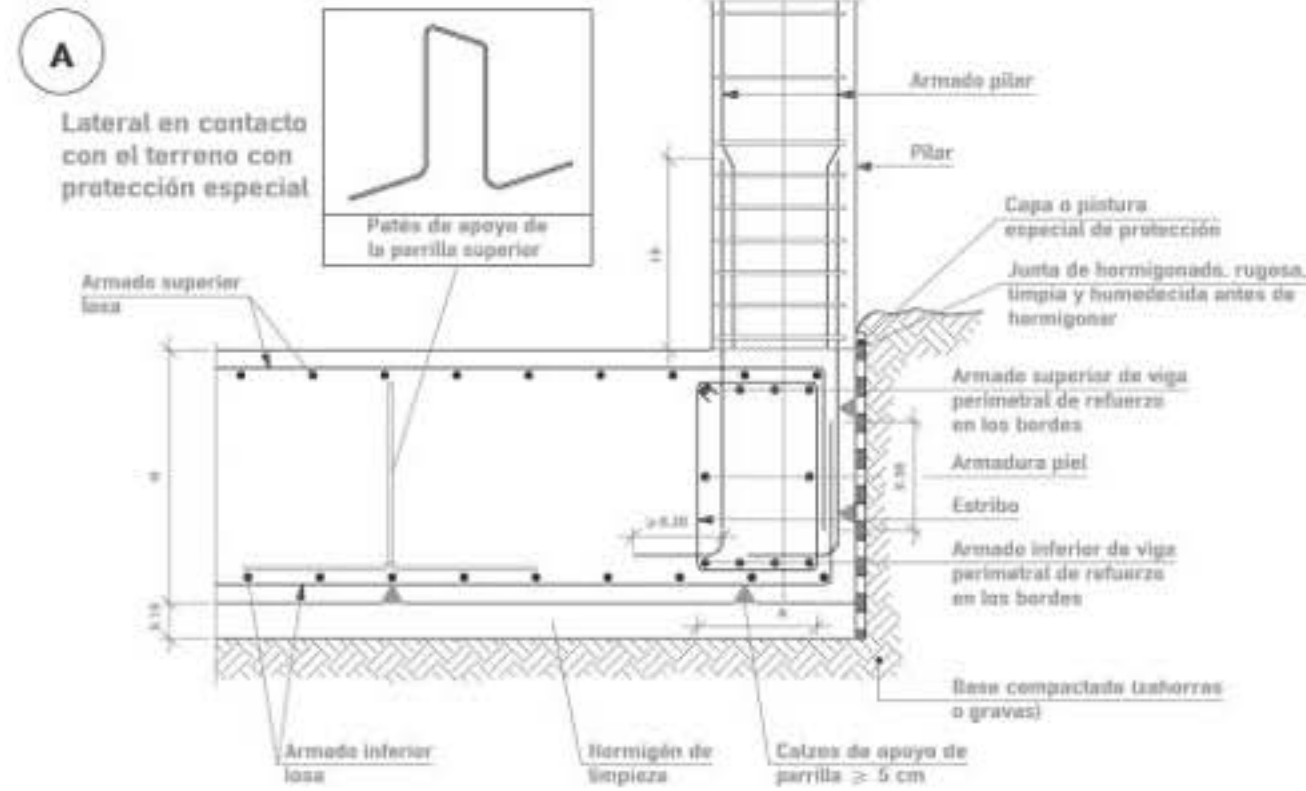 A
Lateral en contacto
con el terreno con
protección especial
Patés de apoyo de
la parrilla superior
Armado pilar
Pilar
Capa o pintura
especial de protección
Junta de hormigonado, rugosa,
limpia y humedecida antes de
hormigonar
Armado superior
losa
Armado superior de viga
perimetral de refuerzo
en los bordes
Armadura piel
Estribo
Armado inferior de viga
perimetral de refuerzo
en los bordes
Base compactada (zahorras
o gravas)
Armado inferior
losa
Hormigón de
limpieza
Calzos de apoyo de
parrilla ≥ 5 cm